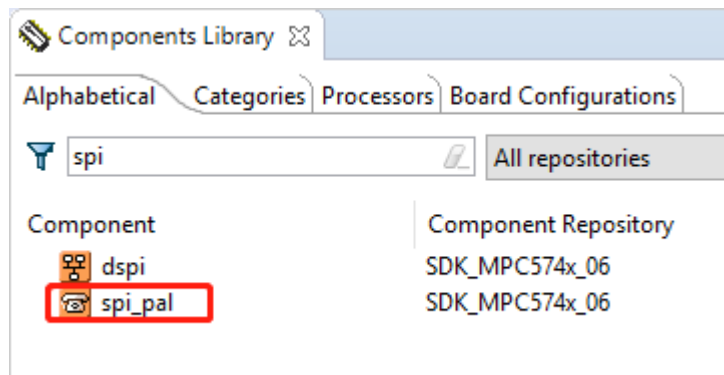 Components Library
Alphabetical Categories Processors Board Configurations
spi All repositories
Component Component Repository
dspi SDK_MPC574x_06
spi_pal SDK_MPC574x_06